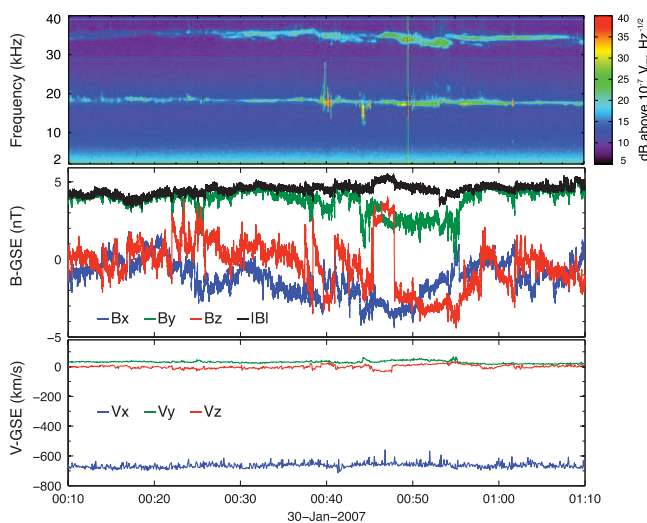 40
30
20
10
2
Frequency (kHz)
40
35
30
25
20
15
10
5
dB above 10⁻⁷ Hz⁻¹/²
5
0
−5
B-GSE (nT)
Bx By Bz |B|
0
−200
−400
−600
−800
V-GSE (km/s)
Vx Vy Vz
00:10 00:20 00:30 00:40 00:50 01:00 01:10
30-Jan-2007